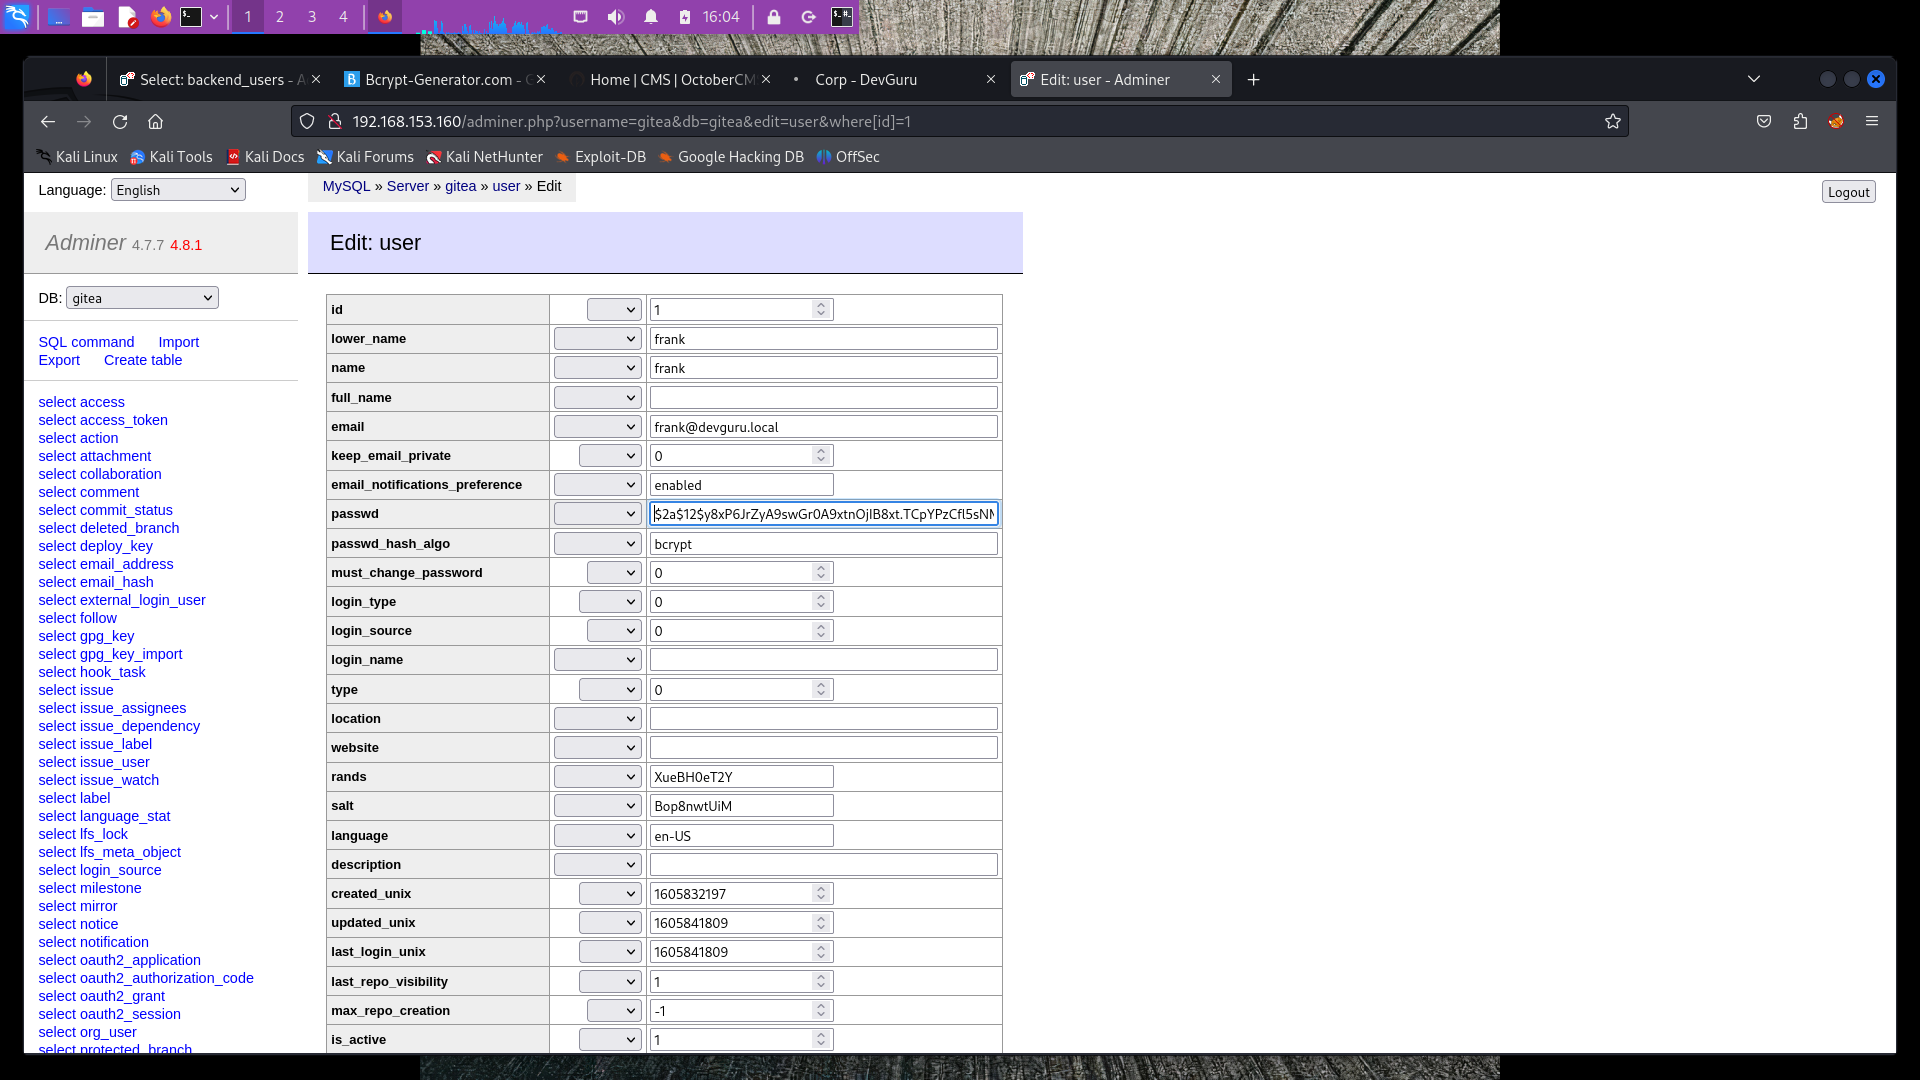 1 2 3 4 16:04
Select: backend_users - A
Bcrypt-Generator.com - G
Home | CMS | OctoberCM
Corp - DevGuru
Edit: user - Adminer
192.168.153.160/adminer.php?username=gitea&db=gitea&edit=user&where[id]=1
Kali Linux Kali Tools Kali Docs Kali Forums Kali NetHunter Exploit-DB Google Hacking DB OffSec
Language: English
MySQL » Server » gitea » user » Edit
Logout
Adminer 4.7.7 4.8.1
Edit: user
DB: gitea
SQL command Import
Export Create table
select access
select access_token
select action
select attachment
select collaboration
select comment
select commit_status
select deleted_branch
select deploy_key
select email_address
select email_hash
select external_login_user
select follow
select gpg_key
select gpg_key_import
select hook_task
select issue
select issue_assignees
select issue_dependency
select issue_label
select issue_user
select issue_watch
select label
select language_stat
select lfs_lock
select lfs_meta_object
select login_source
select milestone
select mirror
select notice
select notification
select oauth2_application
select oauth2_authorization_code
select oauth2_grant
select oauth2_session
select org_user
select protected_branch
id 1
lower_name frank
name frank
full_name
email frank@devguru.local
keep_email_private 0
email_notifications_preference enabled
passwd $2a$12$y8xP6JrZyA9swGr0A9xtnOjIB8xt.TCpYPzCfl5sNM
passwd_hash_algo bcrypt
must_change_password 0
login_type 0
login_source 0
login_name
type 0
location
website
rands XueBH0eT2Y
salt Bop8nwtUiM
language en-US
description
created_unix 1605832197
updated_unix 1605841809
last_login_unix 1605841809
last_repo_visibility 1
max_repo_creation -1
is_active 1